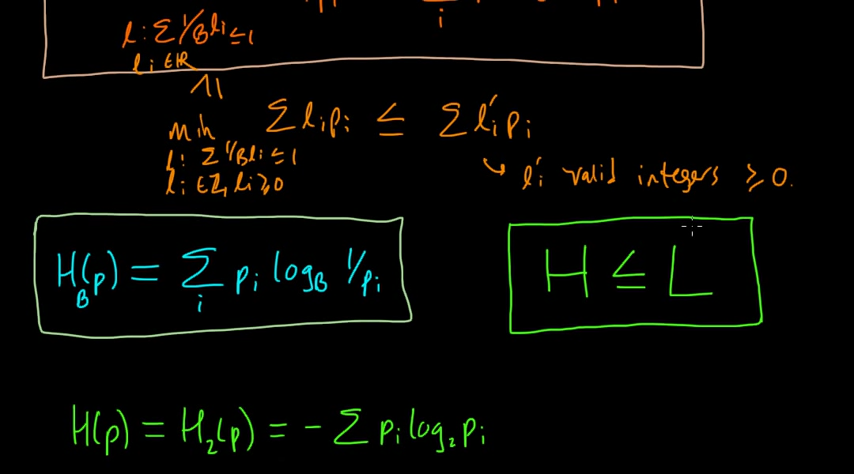 i
l: Σ 1/B^li ≤ 1
li ∈ ℝ
min Σ li pi ≤ Σ l'i pi
l: Σ 1/B^li ≤ 1
li ∈ Z, li ≥ 0
↳ l'i valid integers ≥ 0.
H_B(p) = Σ_i pi log_B 1/pi
H ≤ L
H(p) = H_2(p) = - Σ pi log_2 pi